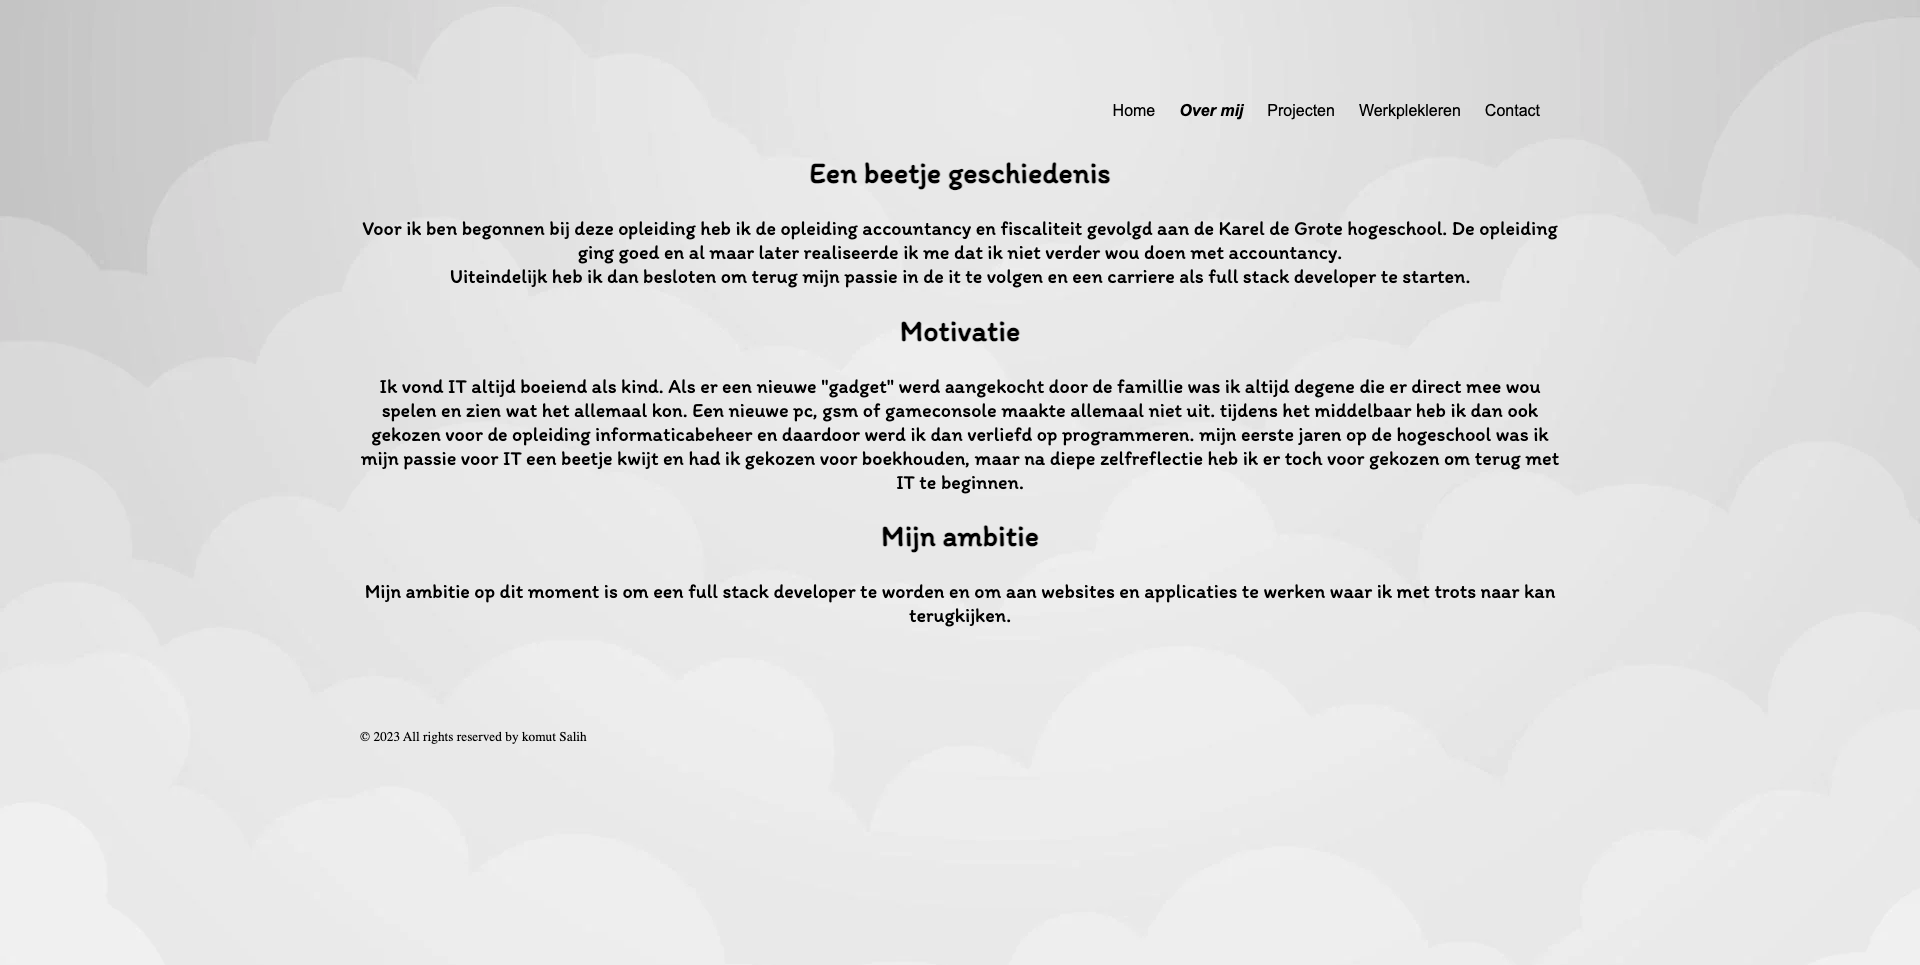 Home Over mij Projecten Werkplekleren Contact
Een beetje geschiedenis
Voor ik ben begonnen bij deze opleiding heb ik de opleiding accountancy en fiscaliteit gevolgd aan de Karel de Grote hogeschool. De opleiding
ging goed en al maar later realiseerde ik me dat ik niet verder wou doen met accountancy.
Uiteindelijk heb ik dan besloten om terug mijn passie in de it te volgen en een carriere als full stack developer te starten.
Motivatie
Ik vond IT altijd boeiend als kind. Als er een nieuwe "gadget" werd aangekocht door de famillie was ik altijd degene die er direct mee wou
spelen en zien wat het allemaal kon. Een nieuwe pc, gsm of gameconsole maakte allemaal niet uit. tijdens het middelbaar heb ik dan ook
gekozen voor de opleiding informaticabeheer en daardoor werd ik dan verliefd op programmeren. mijn eerste jaren op de hogeschool was ik
mijn passie voor IT een beetje kwijt en had ik gekozen voor boekhouden, maar na diepe zelfreflectie heb ik er toch voor gekozen om terug met
IT te beginnen.
Mijn ambitie
Mijn ambitie op dit moment is om een full stack developer te worden en om aan websites en applicaties te werken waar ik met trots naar kan
terugkijken.
© 2023 All rights reserved by komut Salih